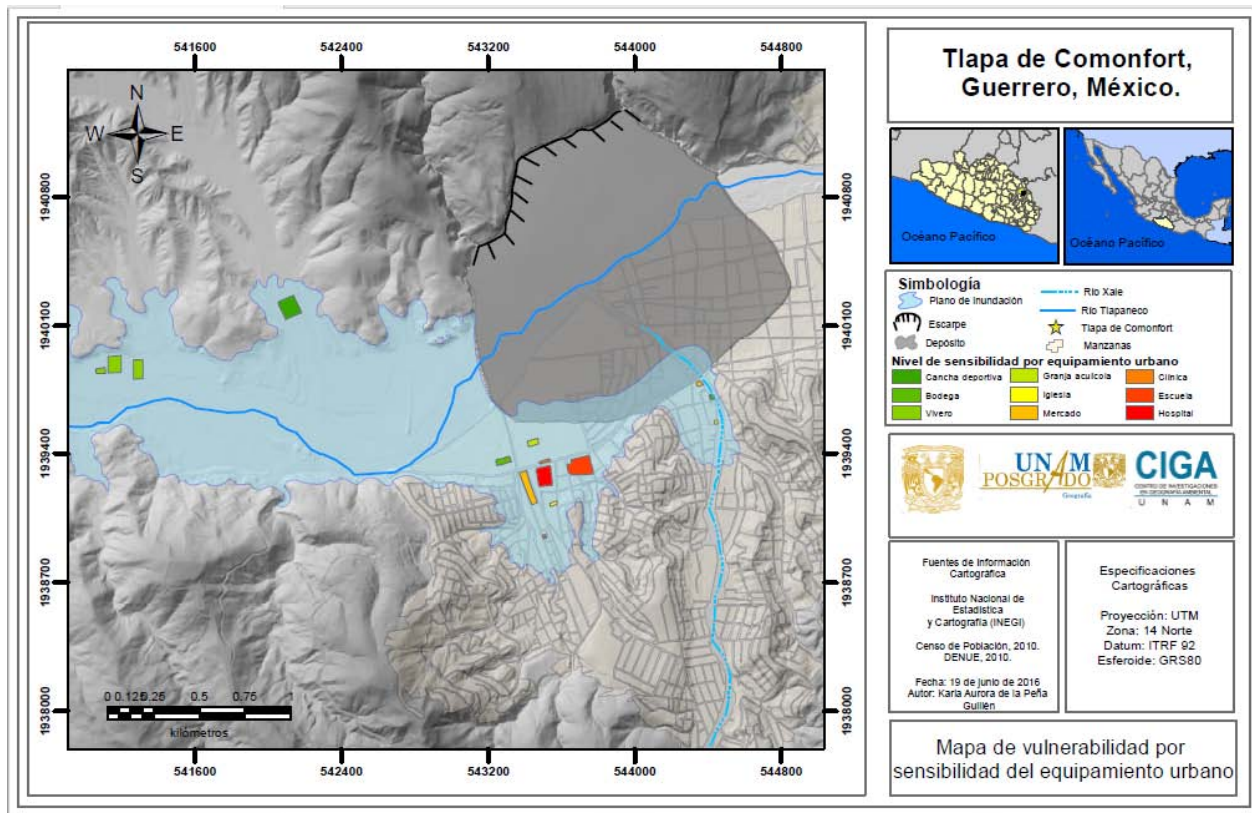 541600 542400 543200 544000 544800
N
W E
S
1940800
1940100
1939400
1938700
1938000
1940800
1940100
1939400
1938700
1938000
0 0.125 0.25 0.5 0.75 1
kilómetros
541600 542400 543200 544000 544800
Tlapa de Comonfort,
Guerrero, México.
Océano Pacífico
Océano Pacífico
Simbología
Plano de Inundación
Escarpe
Depósito
Río Xale
Río Tlapaneco
Tlapa de Comonfort
Manzanas
Nivel de sensibilidad por equipamiento urbano
Cancha deportiva
Bodega
Vivero
Granja acuícola
Iglesia
Mercado
Clínica
Escuela
Hospital
UNAM
POSGRADO
Geografía
CIGA
CENTRO DE INVESTIGACIONES
EN GEOGRAFÍA AMBIENTAL
U N A M
Fuentes de Información
Cartográfica
Instituto Nacional de
Estadística
y Cartografía (INEGI)
Censo de Población, 2010.
DENUE, 2010.
Fecha: 19 de junio de 2016
Autor: Karla Aurora de la Peña
Guillén
Especificaciones
Cartográficas
Proyección: UTM
Zona: 14 Norte
Datum: ITRF 92
Esferoide: GRS80
Mapa de vulnerabilidad por
sensibilidad del equipamiento urbano